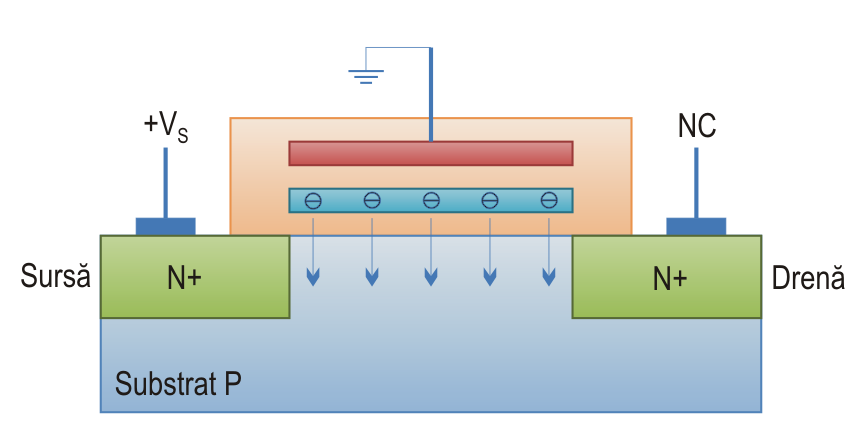 +VS
NC
Sursă
N+
N+
Drenă
Substrat P